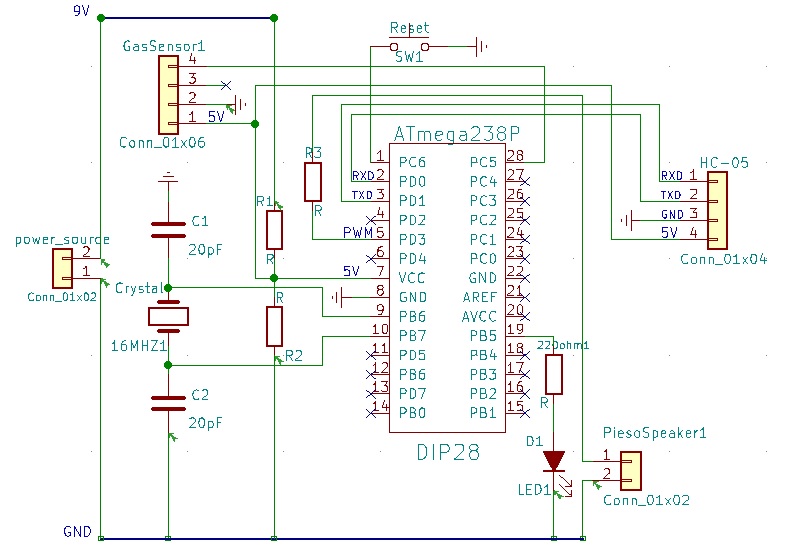 9V
Reset
SW1
GasSensor1
4
3
2
1 5V
Conn_01x06
ATmega238P
R3
R
1 PC6
RXD 2 PD0
TXD 3 PD1
4 PD2
PWM 5 PD3
6 PD4
5V 7 VCC
8 GND
9 PB6
10 PB7
11 PD5
12 PB6
13 PD7
14 PB0
PC5 28
PC4 27
PC3 26
PC2 25
PC1 24
PC0 23
GND 22
AREF 21
AVCC 20
PB5 19
PB4 18
PB3 17
PB2 16
PB1 15
DIP28
HC-05
RXD 1
TXD 2
GND 3
5V 4
Conn_01x04
R1
R
C1
20pF
power_source
2
1
Conn_01x02
Crystal
16MHZ1
R
R2
C2
20pF
220ohm1
R
D1
LED1
PiesoSpeaker1
1
2
Conn_01x02
GND